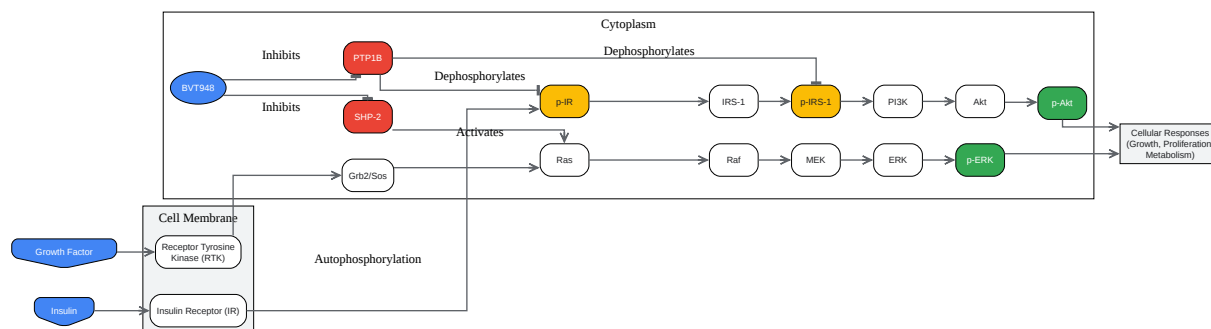 Cytoplasm
Inhibits
PTP1B
Dephosphorylates
Dephosphorylates
BVT948
p-IR
IRS-1
p-IRS-1
PI3K
Akt
p-Akt
Inhibits
SHP-2
Activates
Cellular Responses
(Growth, Proliferation
Metabolism)
Ras
Raf
MEK
ERK
p-ERK
Grb2/Sos
Cell Membrane
Growth Factor
Receptor Tyrosine
Kinase (RTK)
Autophosphorylation
Insulin
Insulin Receptor (IR)